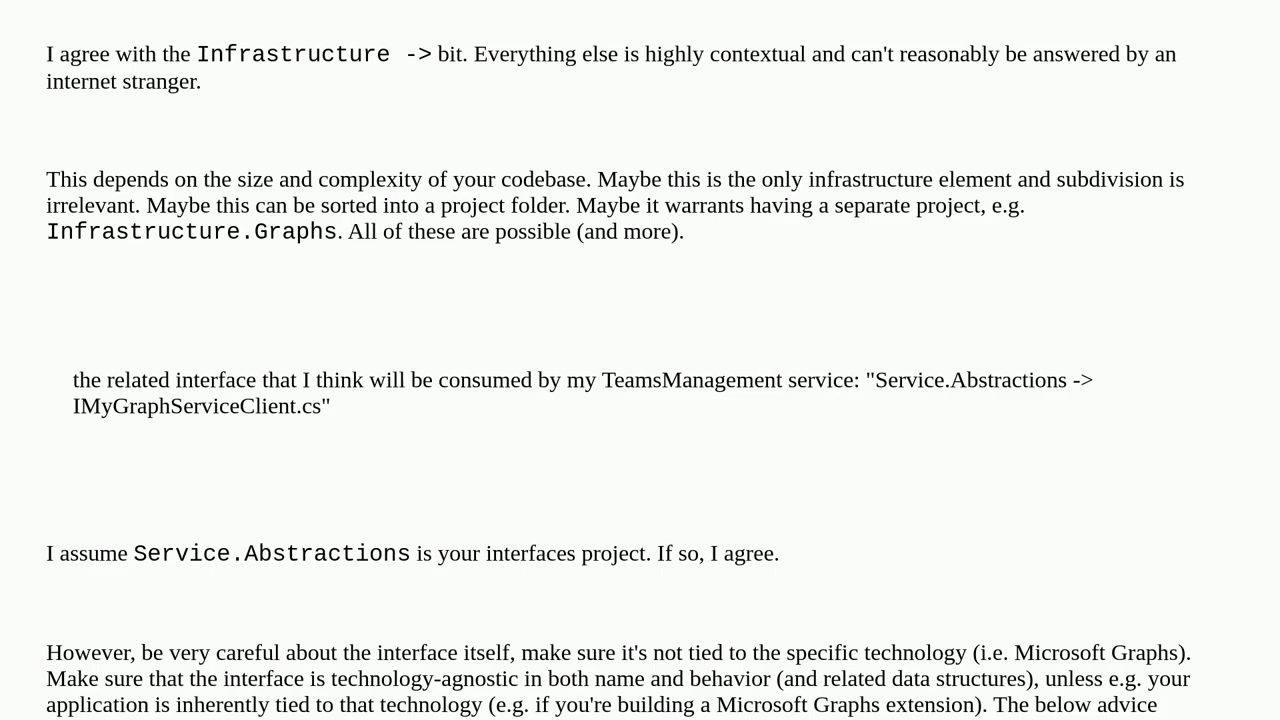 I agree with the Infrastructure -> bit. Everything else is highly contextual and can't reasonably be answered by an
internet stranger.
This depends on the size and complexity of your codebase. Maybe this is the only infrastructure element and subdivision is
irrelevant. Maybe this can be sorted into a project folder. Maybe it warrants having a separate project, e.g.
Infrastructure.Graphs. All of these are possible (and more).
the related interface that I think will be consumed by my TeamsManagement service: "Service.Abstractions ->
IMyGraphServiceClient.cs"
I assume Service.Abstractions is your interfaces project. If so, I agree.
However, be very careful about the interface itself, make sure it's not tied to the specific technology (i.e. Microsoft Graphs).
Make sure that the interface is technology-agnostic in both name and behavior (and related data structures), unless e.g. your
application is inherently tied to that technology (e.g. if you're building a Microsoft Graphs extension). The below advice